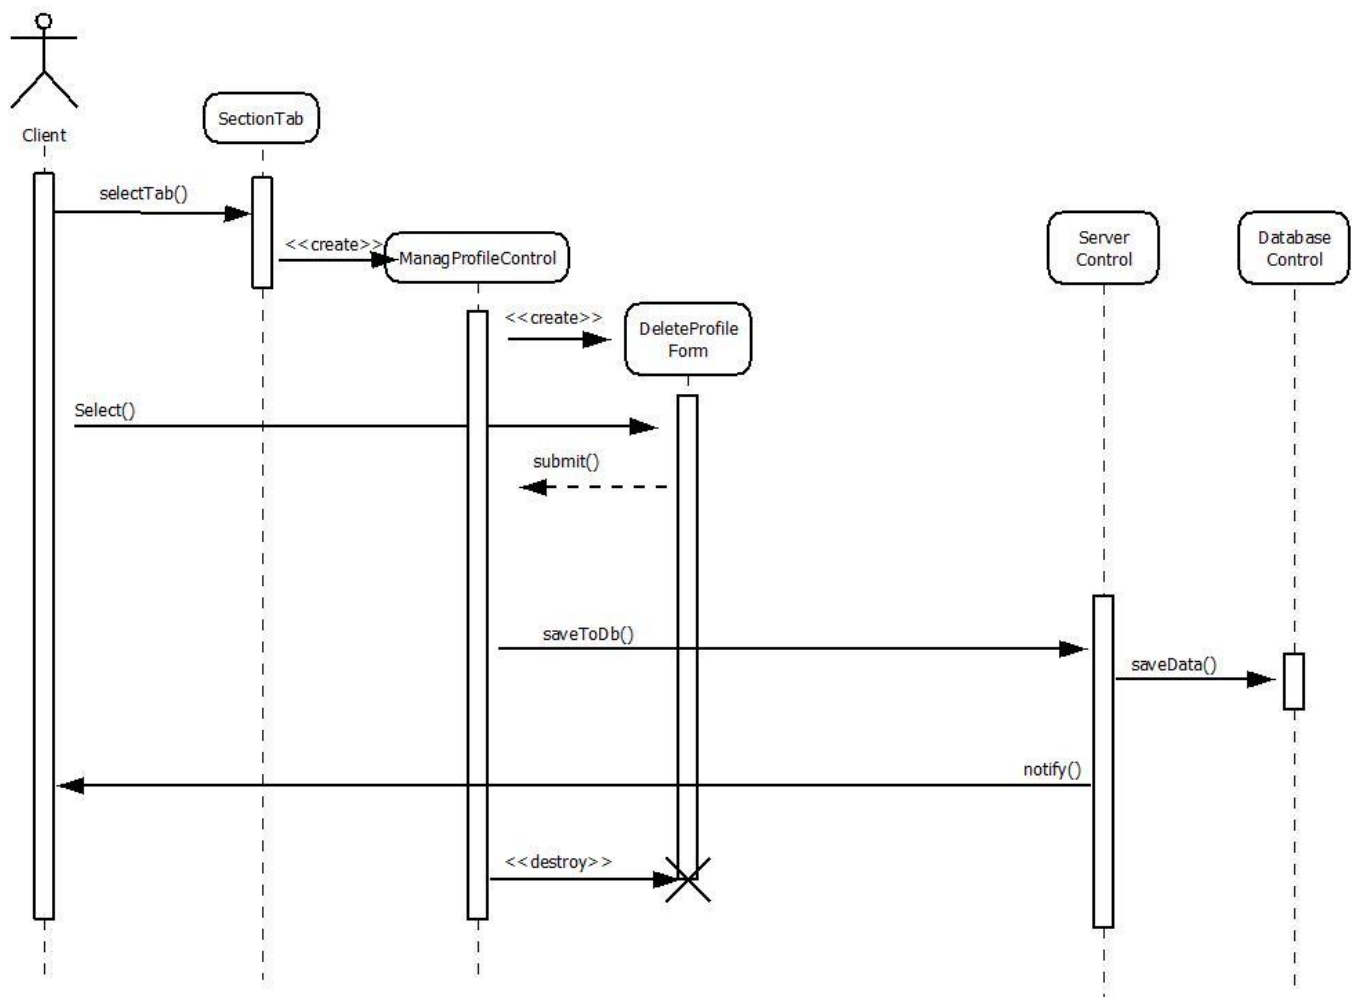 Client
SectionTab
selectTab()
<<create>>
ManagProfileControl
Server
Control
Database
Control
<<create>>
DeleteProfile
Form
Select()
submit()
saveToDb()
saveData()
notify()
<<destroy>>